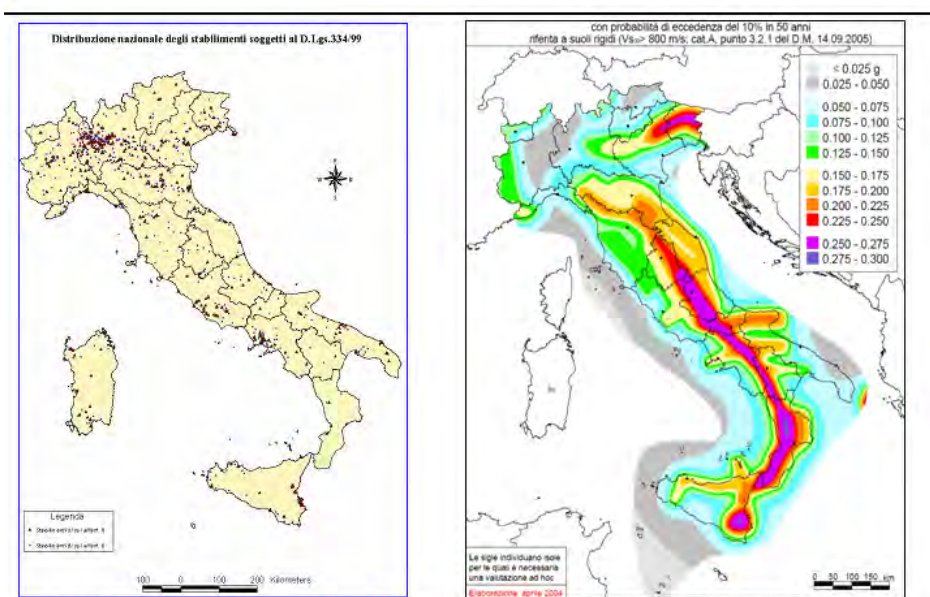 Distribuzione nazionale degli stabilimenti soggetti al D.Lgs.334/99
Legenda
100 0 100 200 Kilometers
con probabilità di eccedenza del 10% in 50 anni
riferita a suoli rigidi (Vs30> 800 m/s; cat.A, punto 3.2.1 del D.M. 14.09.2005)
< 0.025 g
0.025 - 0.050
0.050 - 0.075
0.075 - 0.100
0.100 - 0.125
0.125 - 0.150
0.150 - 0.175
0.175 - 0.200
0.200 - 0.225
0.225 - 0.250
0.250 - 0.275
0.275 - 0.300
Le sigle individuano isole
per le quali è necessaria
una valutazione ad hoc
Elaborazione: aprile 2004
0 50 100 150 km